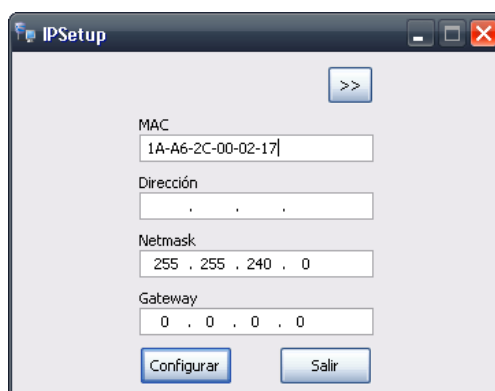 IPSetup
>>
MAC
1A-A6-2C-00-02-17
Dirección
. . .
Netmask
255 . 255 . 240 . 0
Gateway
0 . 0 . 0 . 0
Configurar Salir